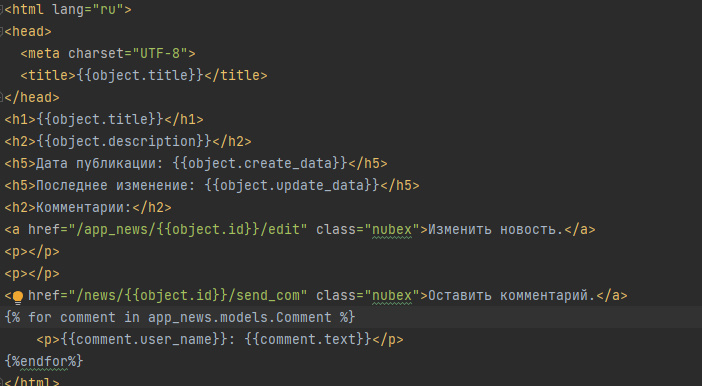 <html lang="ru">
<head>
<meta charset="UTF-8">
<title>{{object.title}}</title>
</head>
<h1>{{object.title}}</h1>
<h2>{{object.description}}</h2>
<h5>Дата публикации: {{object.create_data}}</h5>
<h5>Последнее изменение: {{object.update_data}}</h5>
<h2>Комментарии:</h2>
<a href="/app_news/{{object.id}}/edit" class="nubex">Изменить новость.</a>
<p></p>
<p></p>
< href="/news/{{object.id}}/send_com" class="nubex">Оставить комментарий.</a>
{% for comment in app_news.models.Comment %}
<p>{{comment.user_name}}: {{comment.text}}</p>
{%endfor%}
</html>